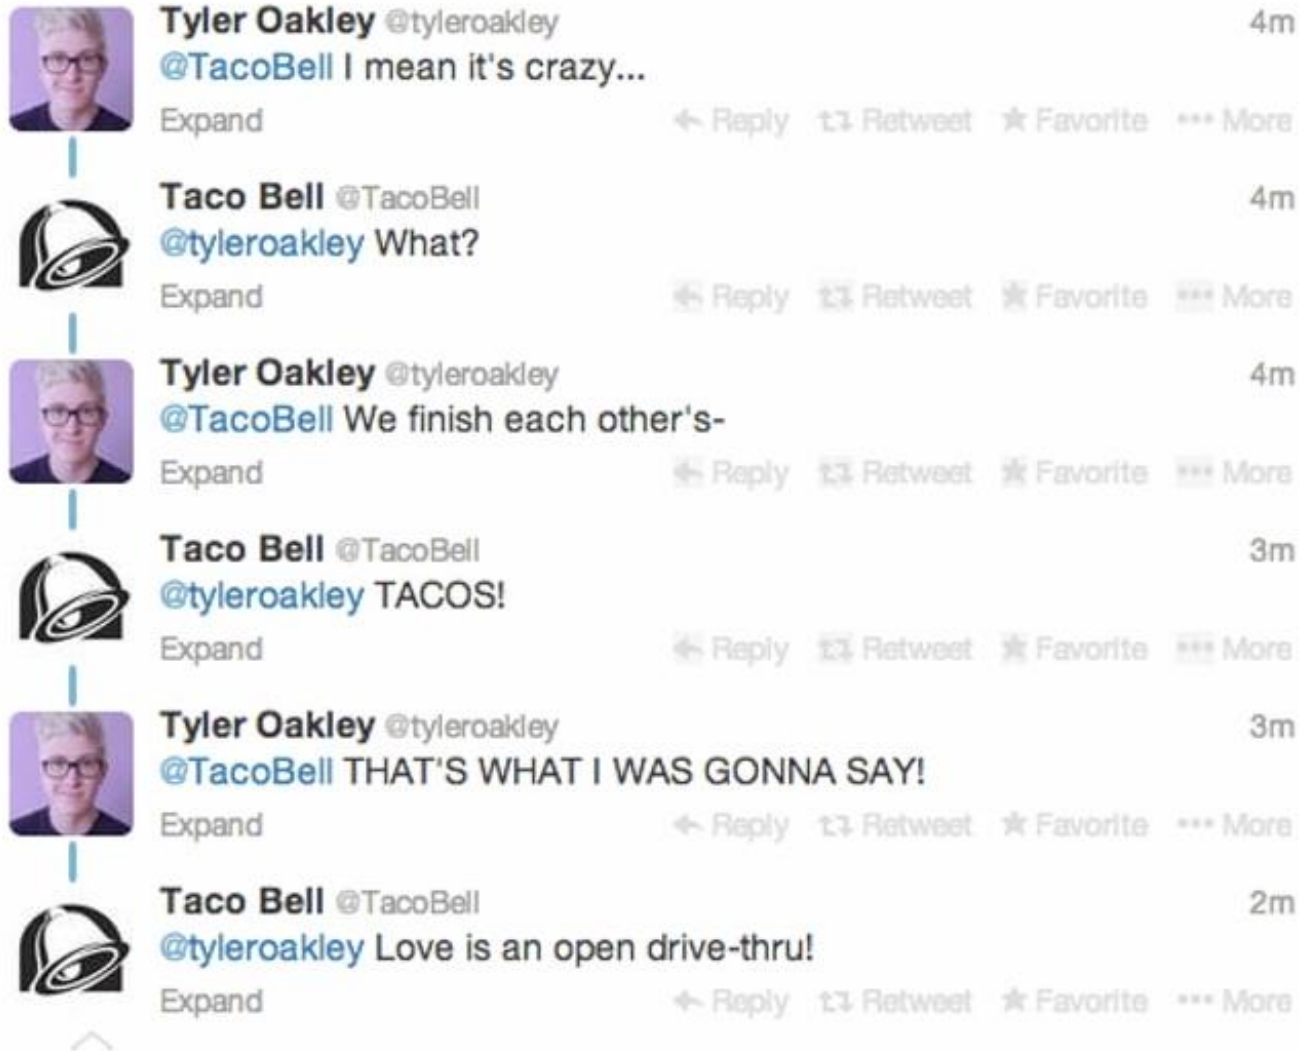 Tyler Oakley @tyleroakley 4m
@TacoBell I mean it's crazy...
Expand Reply Retweet Favorite More
Taco Bell @TacoBell 4m
@tyleroakley What?
Expand Reply Retweet Favorite More
Tyler Oakley @tyleroakley 4m
@TacoBell We finish each other's-
Expand Reply Retweet Favorite More
Taco Bell @TacoBell 3m
@tyleroakley TACOS!
Expand Reply Retweet Favorite More
Tyler Oakley @tyleroakley 3m
@TacoBell THAT'S WHAT I WAS GONNA SAY!
Expand Reply Retweet Favorite More
Taco Bell @TacoBell 2m
@tyleroakley Love is an open drive-thru!
Expand Reply Retweet Favorite More